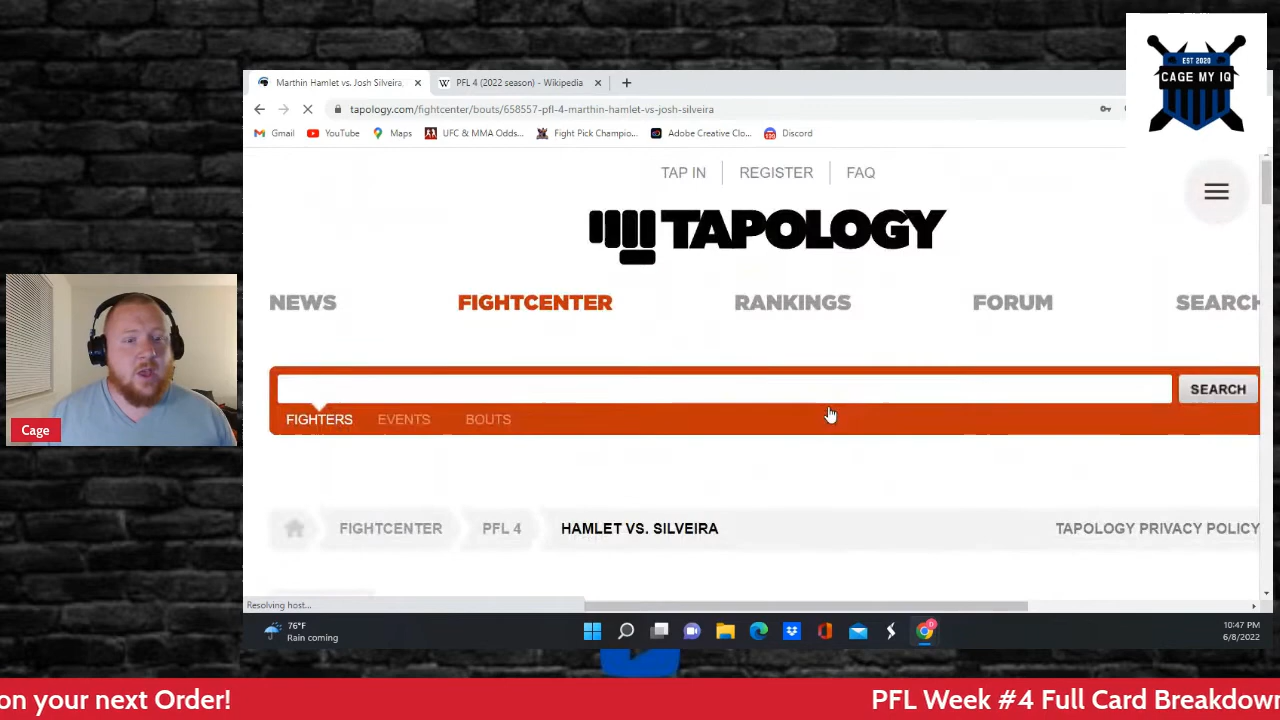 EST 2020
CAGE MY IQ
Marthin Hamlet vs. Josh Silveira
PFL 4 (2022 season) - Wikipedia
tapology.com/fightcenter/bouts/658557-pfl-4-marthin-hamlet-vs-josh-silveira
Gmail
YouTube
Maps
UFC & MMA Odds...
Fight Pick Champio...
Adobe Creative Clo...
Discord
TAP IN
REGISTER
FAQ
TAPOLOGY
NEWS
FIGHTCENTER
RANKINGS
FORUM
SEARCH
SEARCH
FIGHTERS
EVENTS
BOUTS
FIGHTCENTER
PFL 4
HAMLET VS. SILVEIRA
TAPOLOGY PRIVACY POLICY
Resolving host...
Cage
76°F
Rain coming
10:47 PM
6/8/2022
on your next Order!
PFL Week #4 Full Card Breakdown